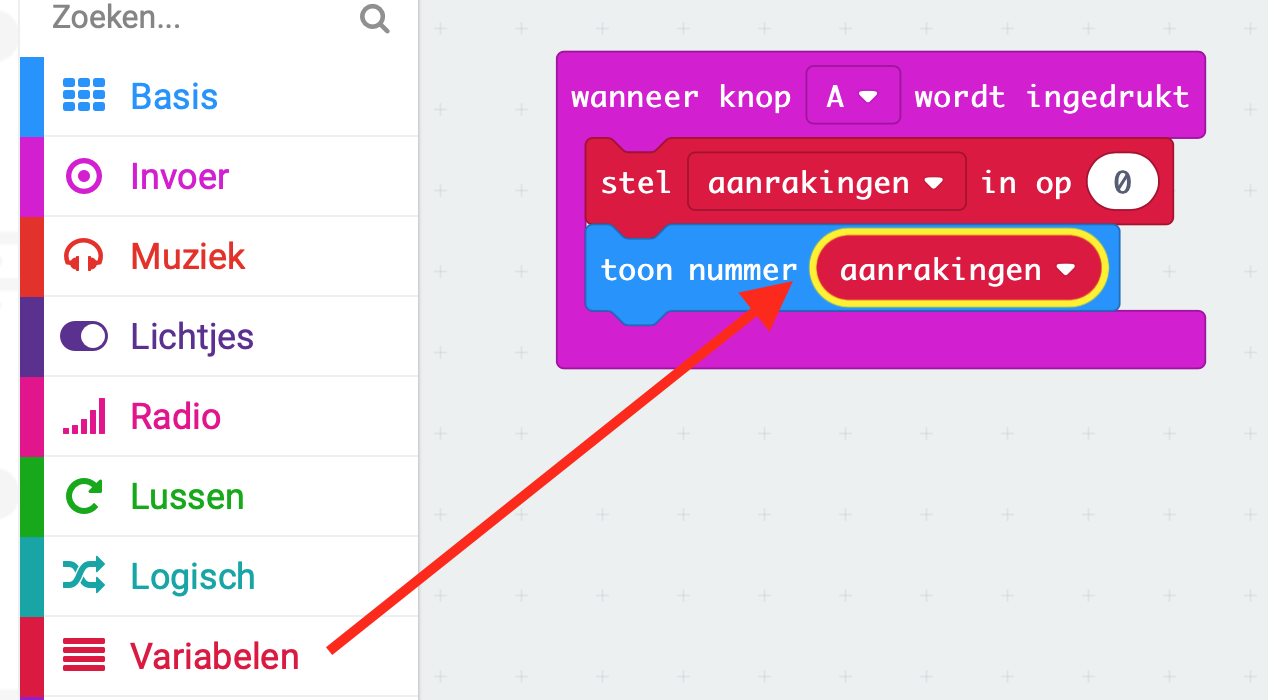 Zoeken...
Basis
Invoer
Muziek
Lichtjes
Radio
Lussen
Logisch
Variabelen
wanneer knop A wordt ingedrukt
stel aanrakingen in op 0
toon nummer aanrakingen